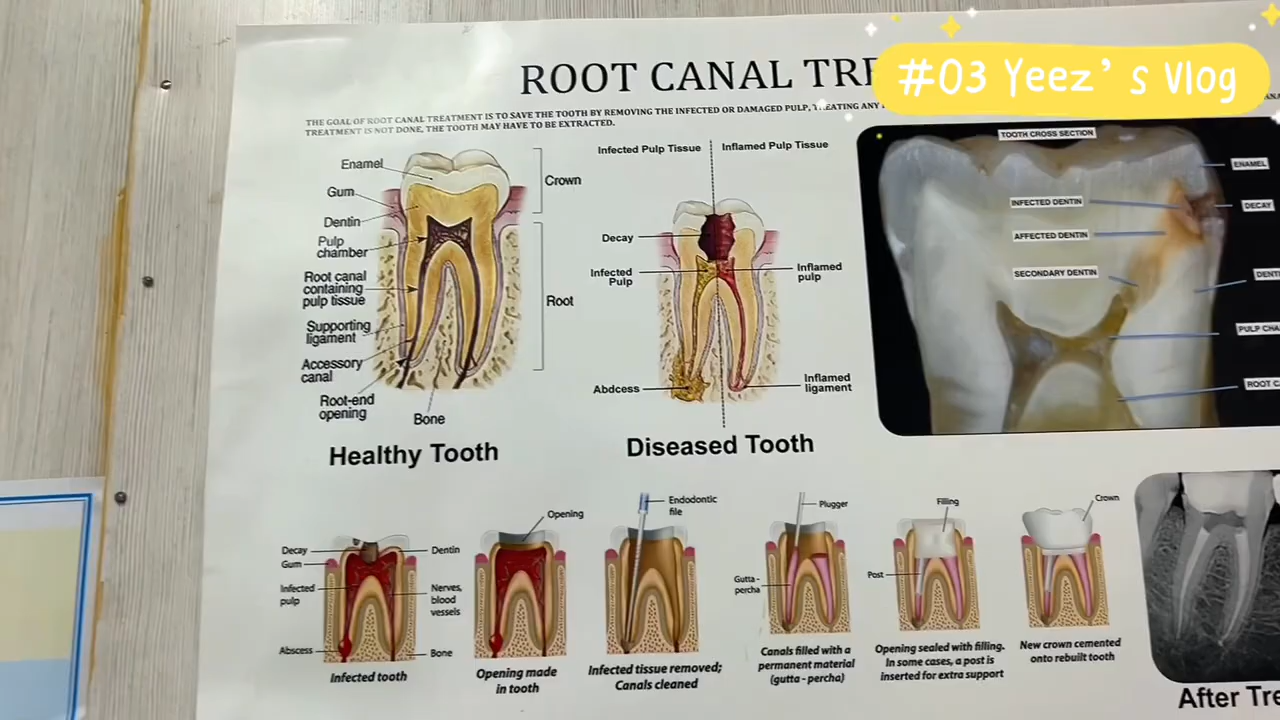 #03 Yeez's Vlog
ROOT CANAL
THE GOAL OF ROOT CANAL TREATMENT IS TO SAVE THE TOOTH BY REMOVING THE INFECTED OR DAMAGED PULP, TREATING ANY
TREATMENT IS NOT DONE, THE TOOTH MAY HAVE TO BE EXTRACTED.
Enamel
Gum
Dentin
Pulp
chamber
Root canal
containing
pulp tissue
Supporting
ligament
Accessory
canal
Root-end
opening
Bone
Crown
Root
Healthy Tooth
Infected Pulp Tissue
Inflamed Pulp Tissue
Decay
Infected
Pulp
Inflamed
pulp
Abdcess
Inflamed
ligament
Diseased Tooth
TOOTH CROSS SECTION
ENAMEL
INFECTED DENTIN
DECAY
AFFECTED DENTIN
SECONDARY DENTIN
DENTI
PULP CHA
ROOT C
Decay
Gum
Infected
pulp
Abscess
Dentin
Nerves,
blood
vessels
Bone
Infected tooth
Opening
Opening made
in tooth
Endodontic
file
Infected tissue removed;
Canals cleaned
Plugger
Gutta -
percha
Canals filled with a
permanent material
(gutta - percha)
Filling
Post
Opening sealed with filling.
In some cases, a post is
inserted for extra support
Crown
New crown cemented
onto rebuilt tooth
After Tre